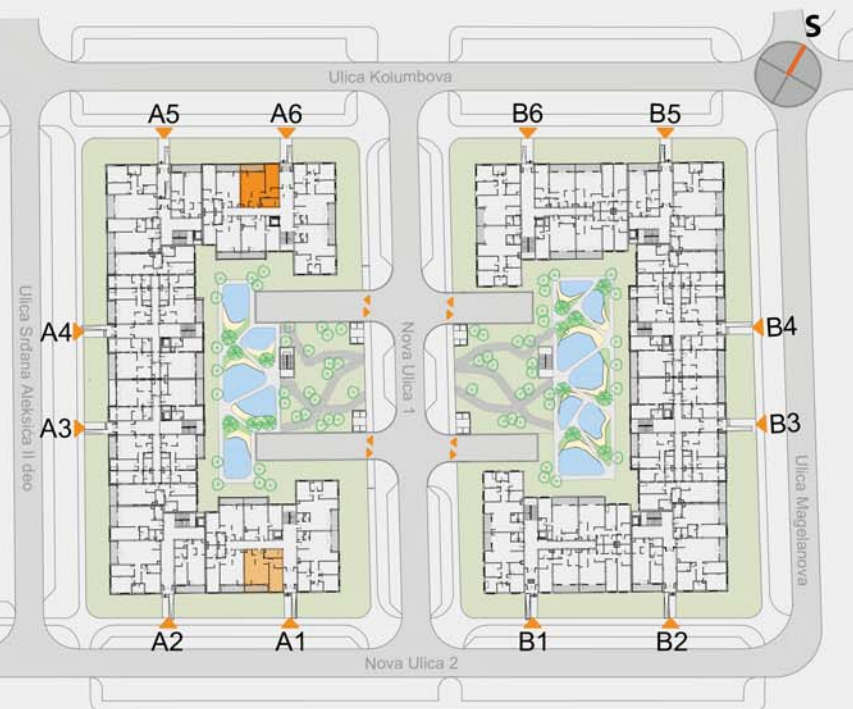 S
Ulica Kolumbova
A5
A6
B6
B5
Ulica Srđana Aleksića II deo
A4
A3
Nova Ulica 1
B4
B3
Ulica Magelanova
A2
A1
B1
B2
Nova Ulica 2